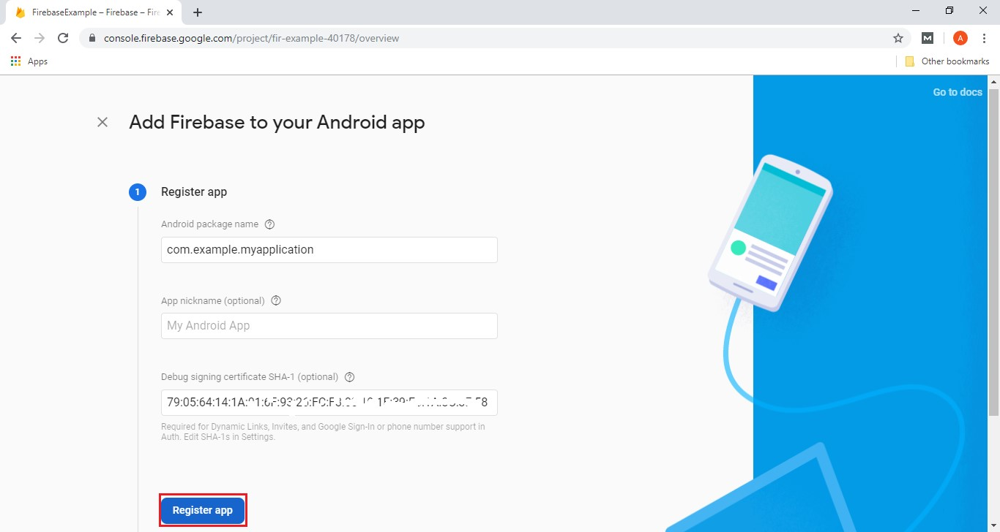 FirebaseExample – Firebase – Fire
console.firebase.google.com/project/fir-example-40178/overview
M
A
Apps
Other bookmarks
Go to docs
Add Firebase to your Android app
1 Register app
Android package name ?
com.example.myapplication
App nickname (optional) ?
My Android App
Debug signing certificate SHA-1 (optional) ?
79:05:64:14:1A:
Required for Dynamic Links, Invites, and Google Sign-In or phone number support in
Auth. Edit SHA-1s in Settings.
Register app